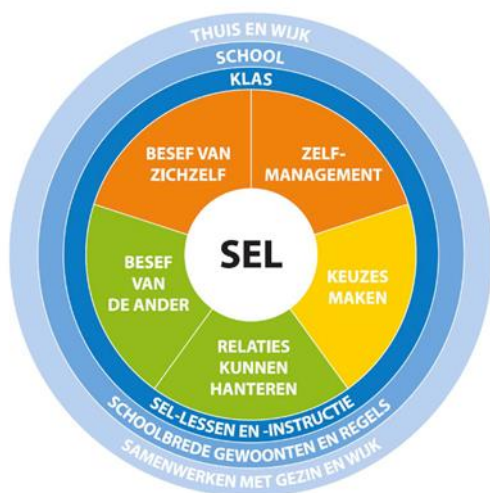 THUIS EN WIJK
SCHOOL
KLAS
BESEF VAN
ZICHZELF
ZELF-
MANAGEMENT
SEL
BESEF
VAN
DE ANDER
KEUZES
MAKEN
RELATIES
KUNNEN
HANTEREN
SEL-LESSEN EN -INSTRUCTIE
SCHOOLBREDE GEWOONTEN EN REGELS
SAMENWERKEN MET GEZIN EN WIJK